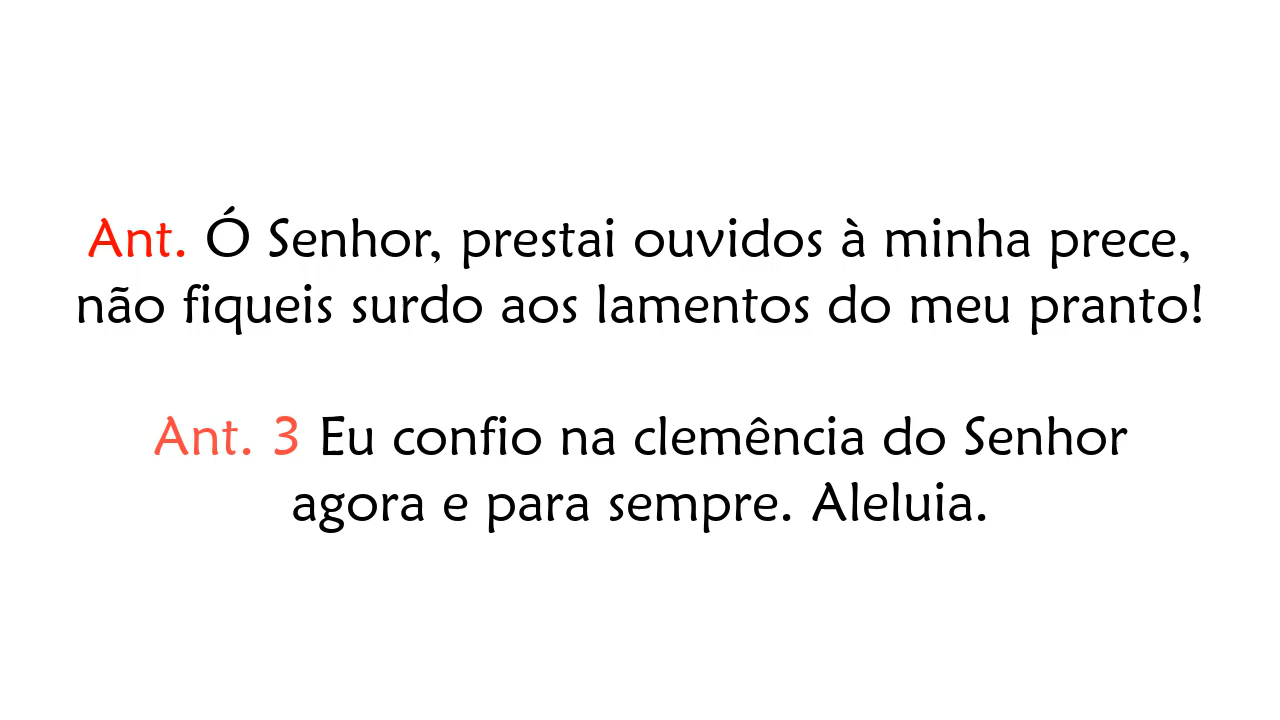 Ant. Ó Senhor, prestai ouvidos à minha prece,
não fiqueis surdo aos lamentos do meu pranto!
Ant. 3 Eu confio na clemência do Senhor
agora e para sempre. Aleluia.